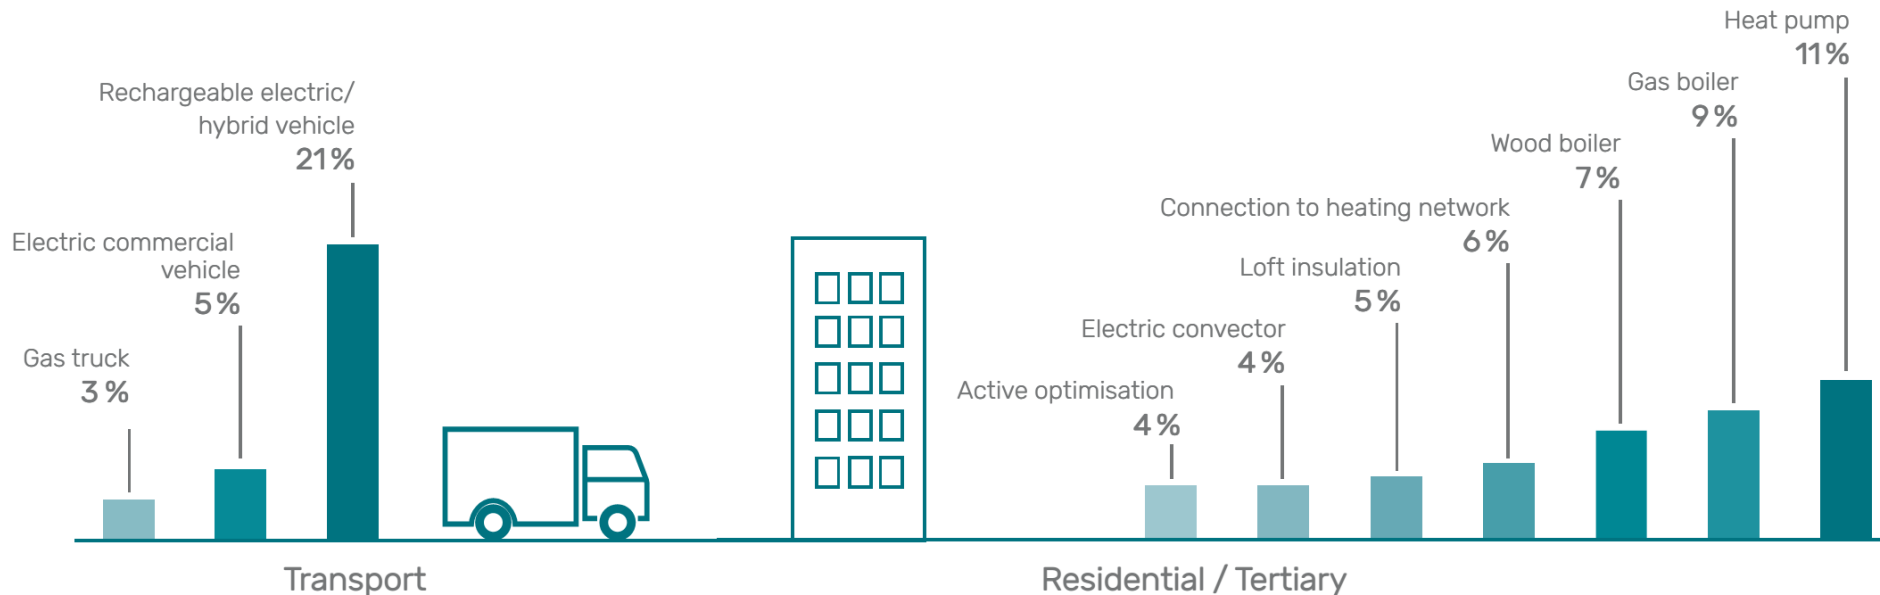 Rechargeable electric/
hybrid vehicle
21%
Electric commercial
vehicle
5%
Gas truck
3%
Transport
Heat pump
11%
Gas boiler
9%
Wood boiler
7%
Connection to heating network
6%
Loft insulation
5%
Electric convector
4%
Active optimisation
4%
Residential / Tertiary